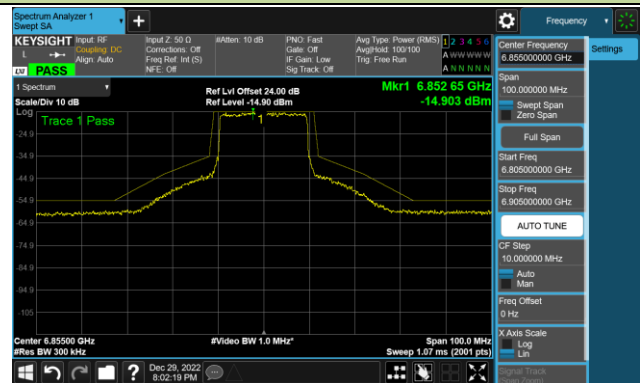 Spectrum Analyzer 1
Swept SA
Frequency
KEYSIGHT
L
LXI
PASS
Input: RF
Coupling: DC
Align: Auto
Input Z: 50 Ω
Corrections: Off
Freq Ref: Int (S)
NFE: Off
#Atten: 10 dB
PNO: Fast
Gate: Off
IF Gain: Low
Sig Track: Off
Avg Type: Power (RMS)
Avg|Hold: 100/100
Trig: Free Run
1 2 3 4 5 6
A W W W W W
A N N N N N
1 Spectrum
Scale/Div 10 dB
Ref Lvl Offset 24.00 dB
Ref Level -14.90 dBm
Mkr1 6.852 65 GHz
-14.903 dBm
Log
Trace 1 Pass
1
-24.9
-34.9
-44.9
-54.9
-64.9
-74.9
-84.9
-94.9
-105
Center 6.85500 GHz
#Res BW 300 kHz
#Video BW 1.0 MHz*
Span 100.0 MHz
Sweep 1.07 ms (2001 pts)
?
Dec 29, 2022
8:02:19 PM
Center Frequency
6.855000000 GHz
Span
100.000000 MHz
Swept Span
Zero Span
Full Span
Start Freq
6.805000000 GHz
Stop Freq
6.905000000 GHz
AUTO TUNE
CF Step
10.000000 MHz
Auto
Man
Freq Offset
0 Hz
X Axis Scale
Log
Lin
Signal Track
(Span Zoom)
Settings